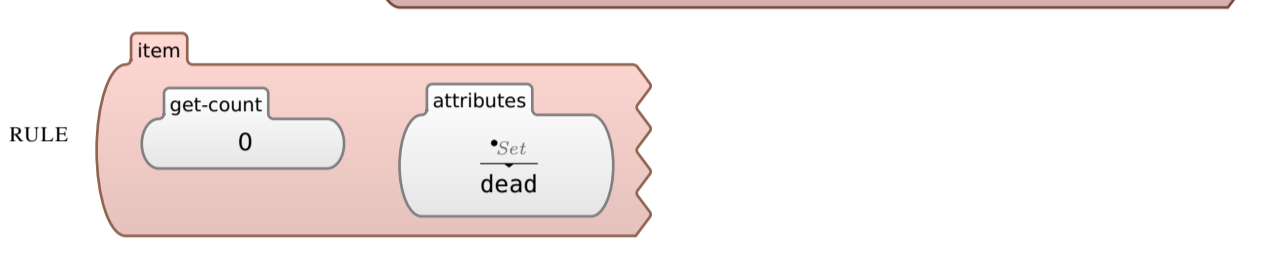 item
get-count
attributes
RULE
0
•Set
dead